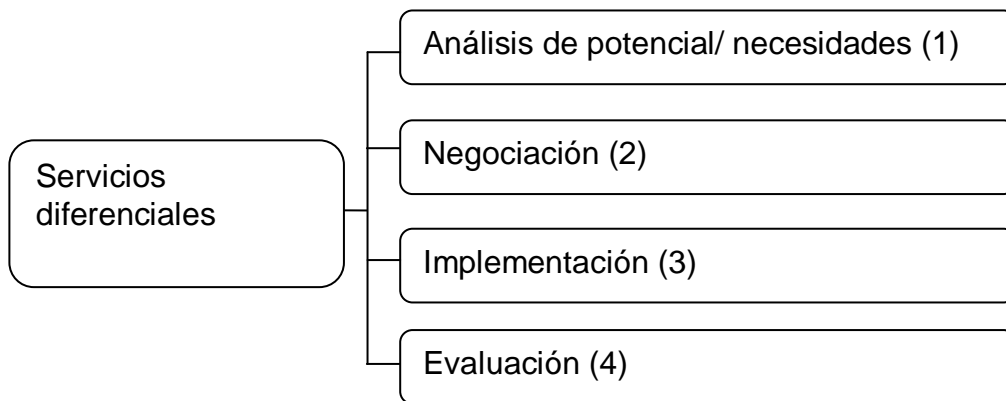 Análisis de potencial/ necesidades (1)
Servicios
diferenciales
Negociación (2)
Implementación (3)
Evaluación (4)